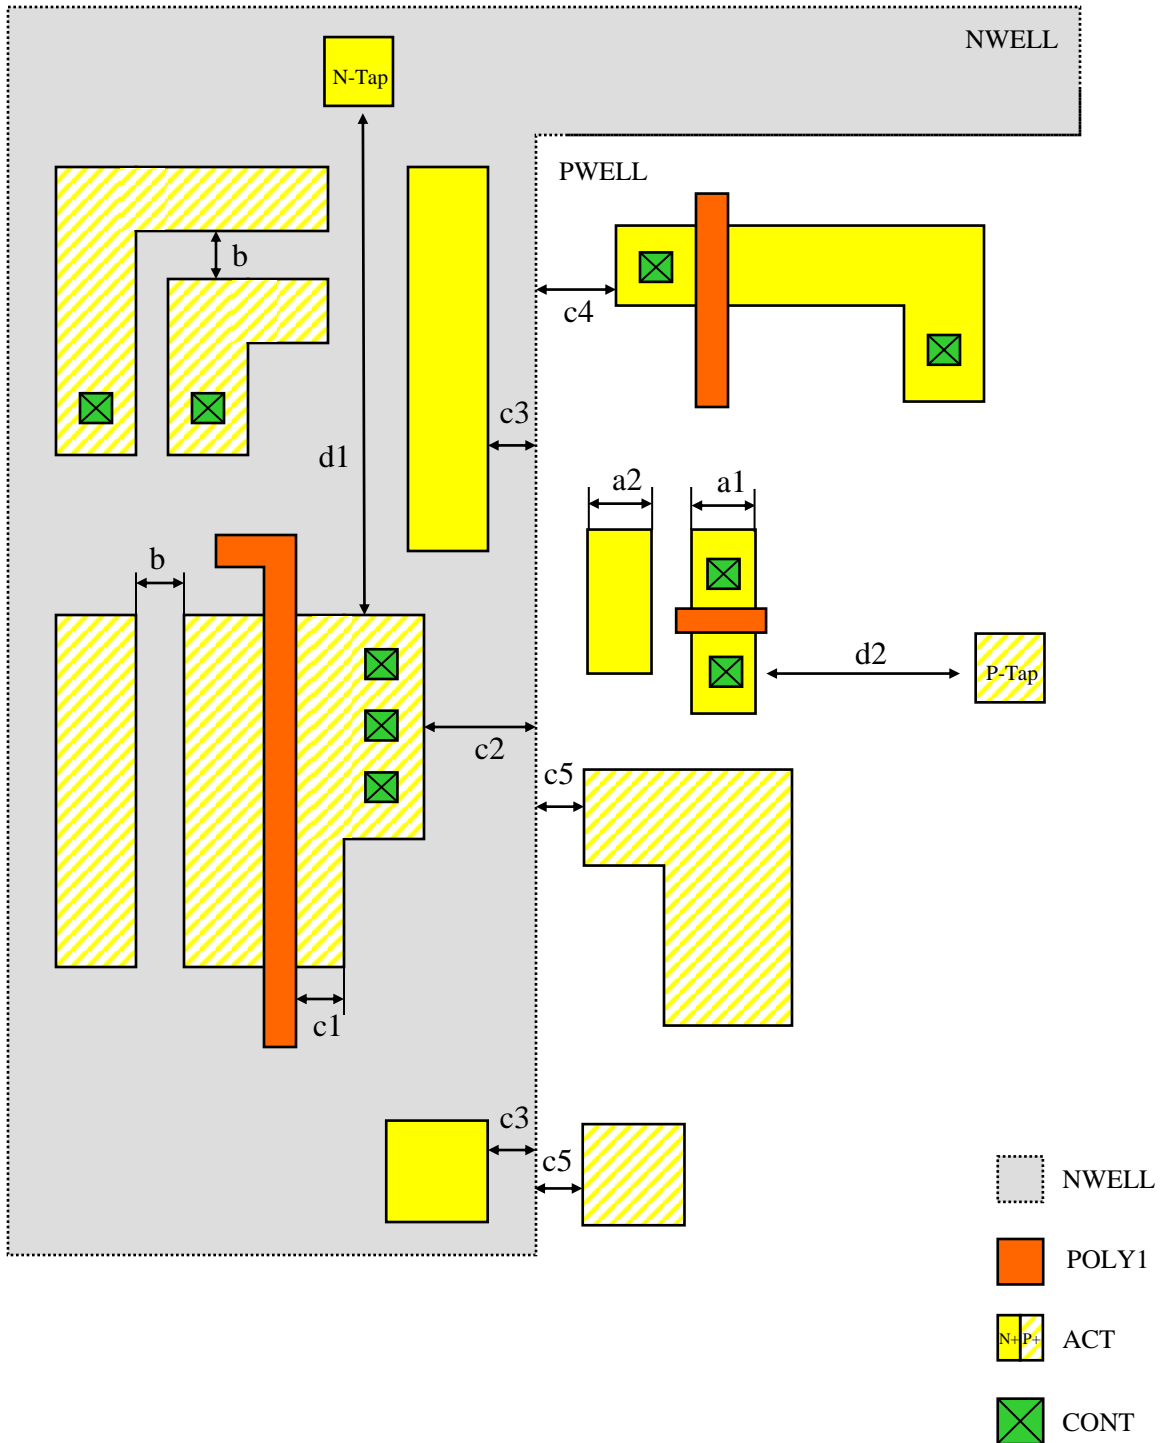 NWELL
N-Tap
PWELL
b
c4
c3
d1
a2
a1
b
d2
P-Tap
c2
c5
c1
c3
c5
NWELL
POLY1
N+ P+ ACT
CONT